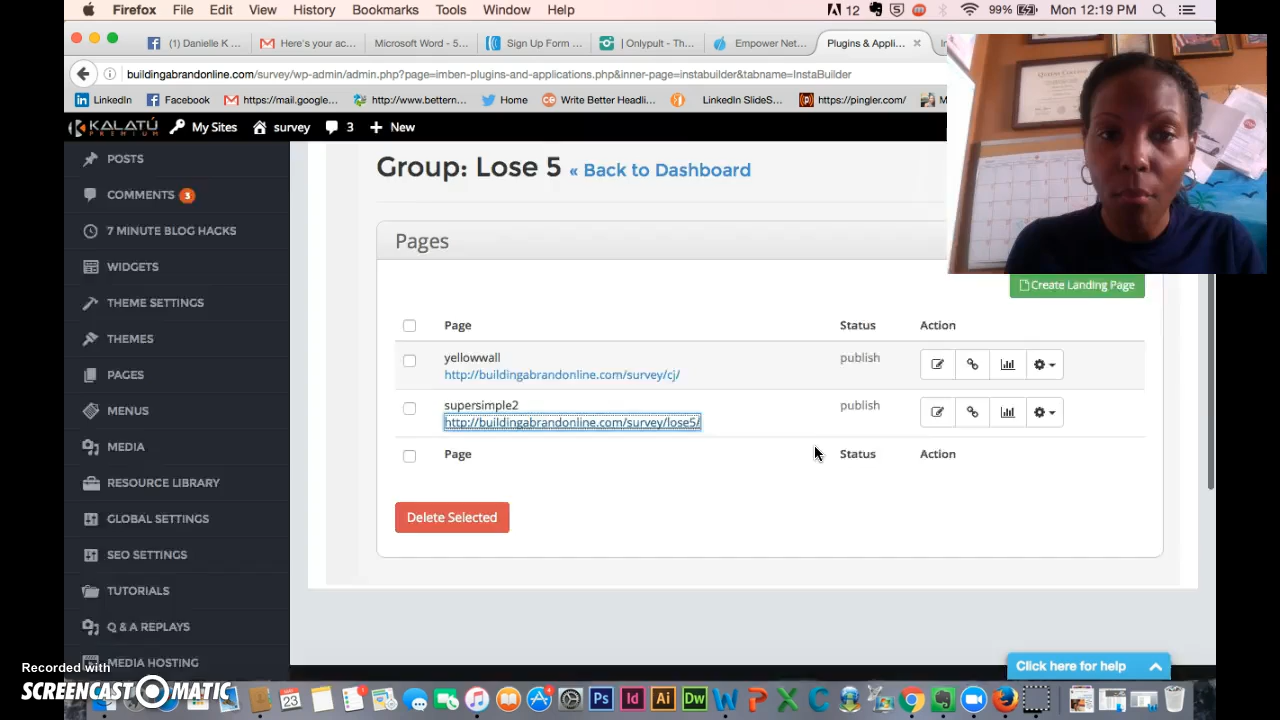 Firefox File Edit View History Bookmarks Tools Window Help 12 5 99% Mon 12:19 PM
(1) Danielle K ... Here's your ac... Microsoft Word - 5... Sign Up Form ... | Onlypult - Th... Empower Net... Plugins & Appli... ×
buildingabrandonline.com/survey/wp-admin/admin.php?page=imben-plugins-and-applications.php&inner-page=instabuilder&tabname=InstaBuilder
LinkedIn Facebook https://mail.google... http://www.bettern... Home Write Better Headli... LinkedIn SlideS... https://pingler.com/
KALATÚ PREMIUM My Sites survey 3 + New
POSTS
COMMENTS 3
7 MINUTE BLOG HACKS
WIDGETS
THEME SETTINGS
THEMES
PAGES
MENUS
MEDIA
RESOURCE LIBRARY
GLOBAL SETTINGS
SEO SETTINGS
TUTORIALS
Q & A REPLAYS
MEDIA HOSTING
Group: Lose 5 « Back to Dashboard
Pages
Create Landing Page
Page Status Action
yellowwall publish
http://buildingabrandonline.com/survey/cj/
supersimple2 publish
http://buildingabrandonline.com/survey/lose5/
Page Status Action
Delete Selected
Click here for help
Recorded with
SCREENCAST MATIC
Ps Id Ai Dw